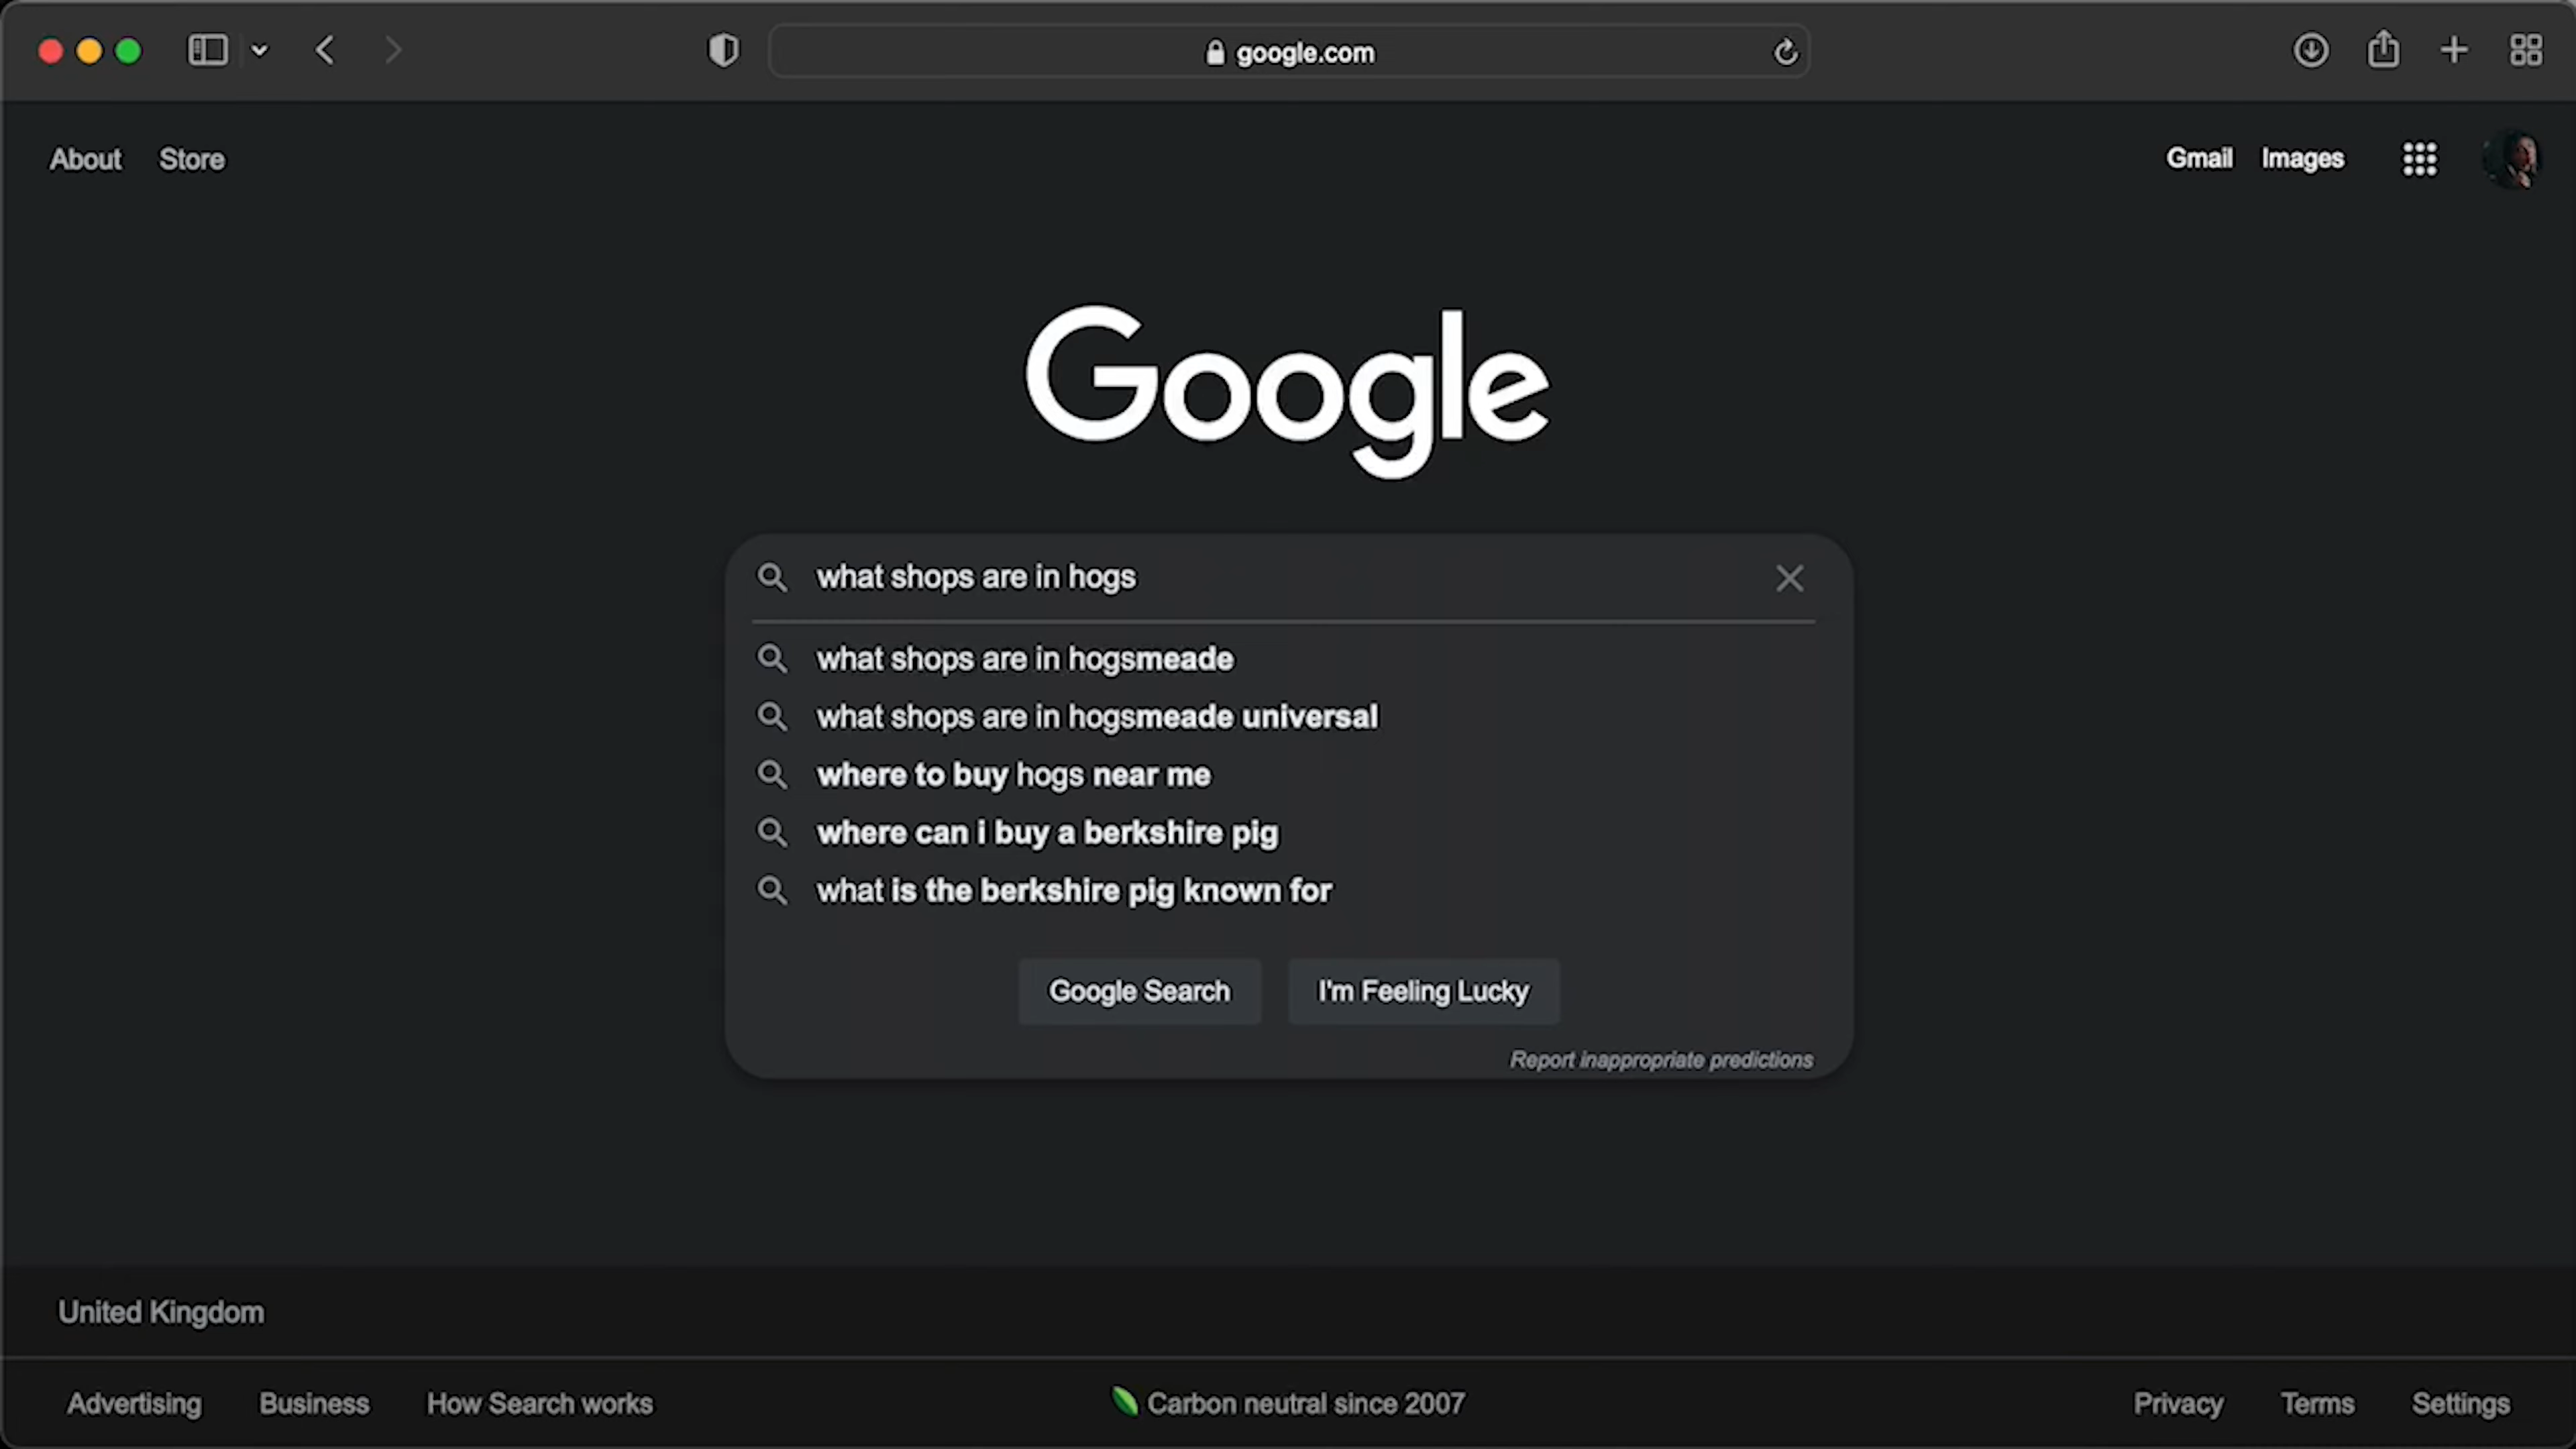 google.com
About Store
Gmail Images
Google
what shops are in hogs
what shops are in hogsmeade
what shops are in hogsmeade universal
where to buy hogs near me
where can i buy a berkshire pig
what is the berkshire pig known for
Google Search I'm Feeling Lucky
Report inappropriate predictions
United Kingdom
Advertising Business How Search works Carbon neutral since 2007 Privacy Terms Settings